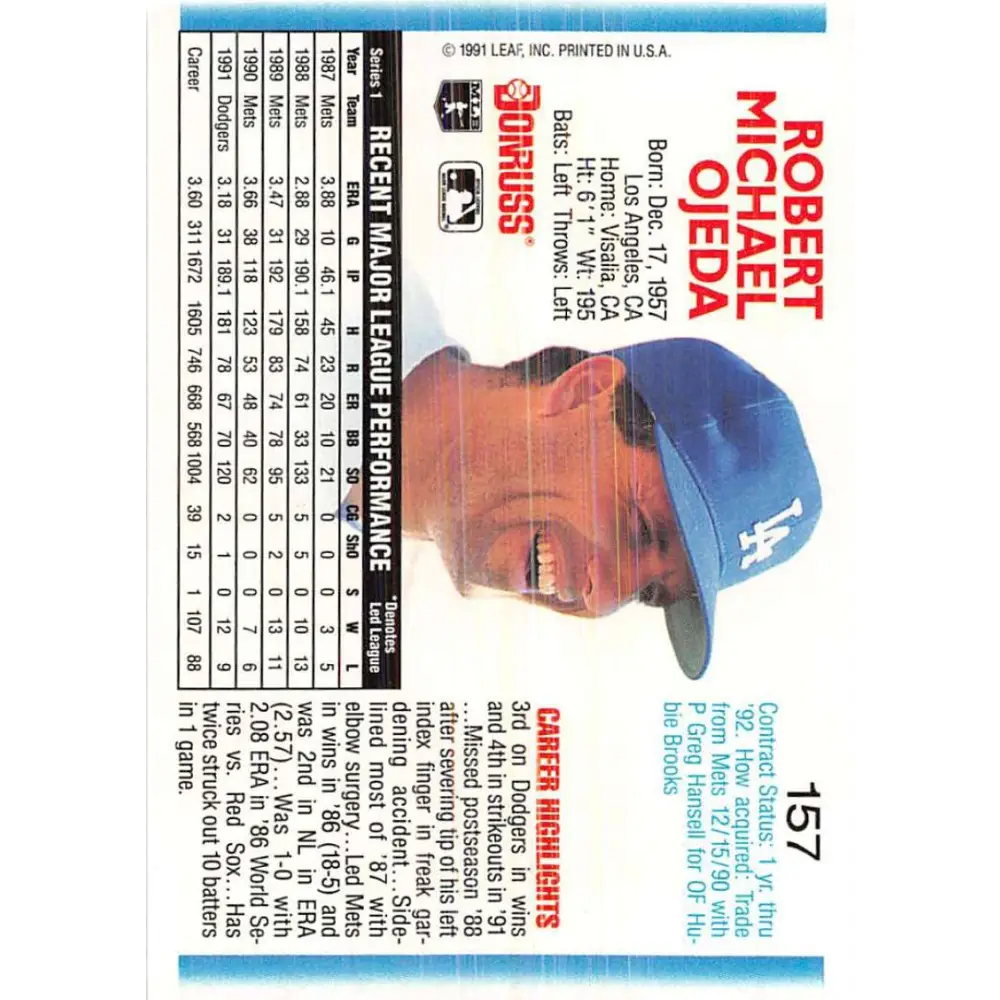 ROBERT
MICHAEL
OJEDA
Born: Dec. 17, 1957
Los Angeles, CA
Home: Visalia, CA
Ht: 6' 1" Wt: 195
Bats: Left Throws: Left
DONRUSS®
MLB
© 1991 LEAF, INC. PRINTED IN U.S.A.
LA
157
Contract Status: 1 yr. thru
'92. How acquired: Trade
from Mets 12/15/90 with
P Greg Hansell for OF Hu-
bie Brooks
CAREER HIGHLIGHTS
3rd on Dodgers in wins
and 4th in strikeouts in '91
...Missed postseason '88
after severing tip of his left
index finger in freak gar-
dening accident...Side-
lined most of '87 with
elbow surgery...Led Mets
in wins in '86 (18-5) and
was 2nd in NL in ERA
(2.57)...Was 1-0 with
2.08 ERA in '86 World Se-
ries vs. Red Sox...Has
twice struck out 10 batters
in 1 game.
Series 1 RECENT MAJOR LEAGUE PERFORMANCE *Denotes Led League
Year Team ERA G IP H R ER BB SO CG ShO S W L
1987 Mets 3.88 10 46.1 45 23 20 10 21 0 0 0 3 5
1988 Mets 2.88 29 190.1 158 74 61 33 133 5 5 0 10 13
1989 Mets 3.47 31 192 179 83 74 78 95 5 2 0 13 11
1990 Mets 3.66 38 118 123 53 48 40 62 0 0 0 7 6
1991 Dodgers 3.18 31 189.1 181 78 67 70 120 2 1 0 12 9
Career 3.60 311 1672 1605 746 668 568 1004 39 15 1 107 88